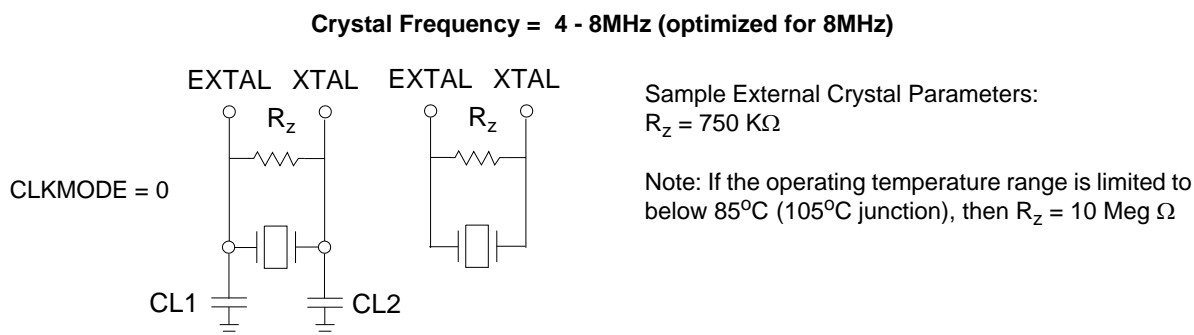 Crystal Frequency = 4 - 8MHz (optimized for 8MHz)
EXTAL XTAL EXTAL XTAL
Rz Rz
CLKMODE = 0
CL1 CL2
Sample External Crystal Parameters:
Rz = 750 KΩ
Note: If the operating temperature range is limited to
below 85oC (105oC junction), then Rz = 10 Meg Ω